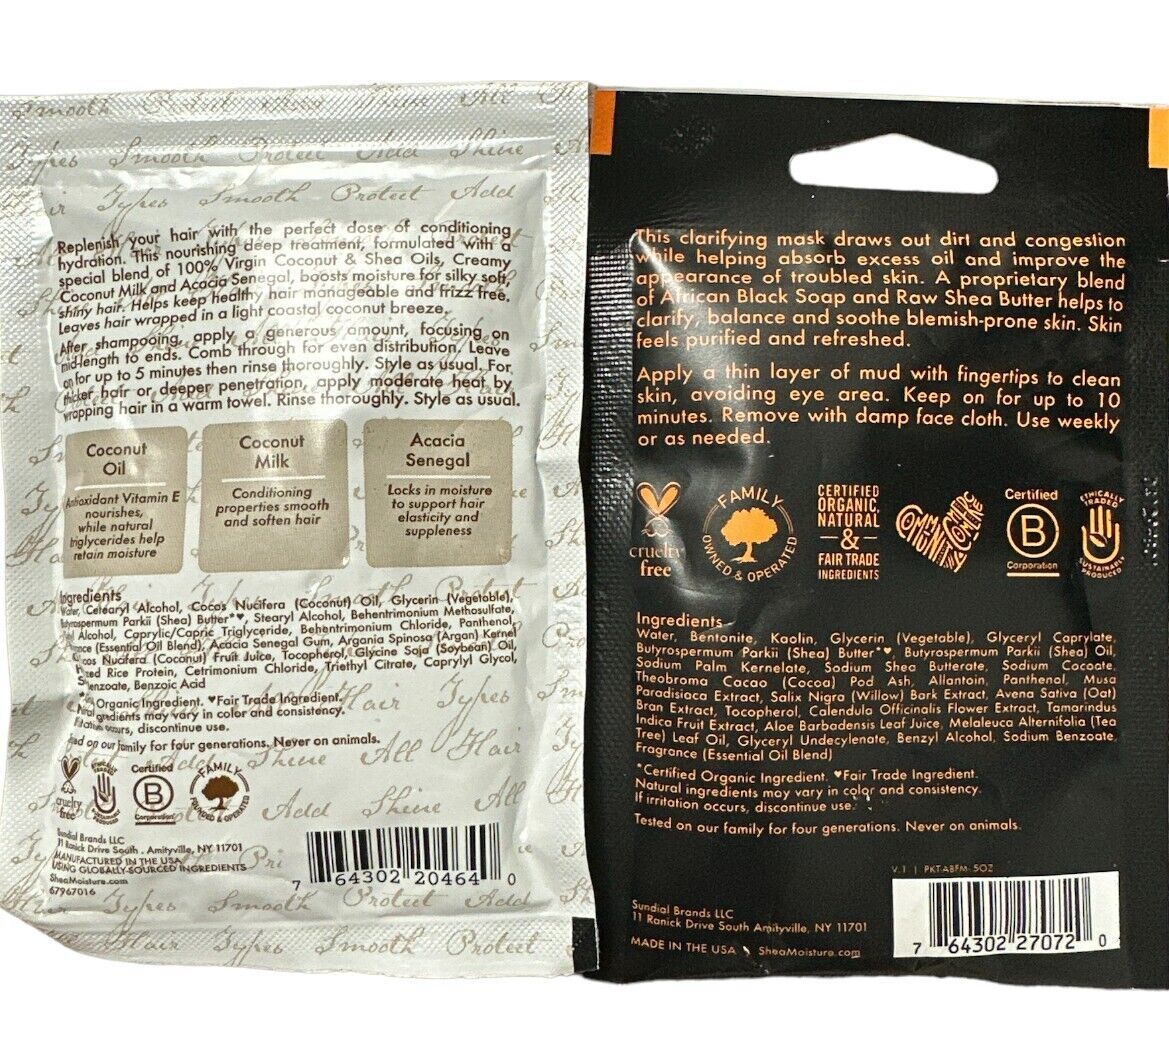 Replenish your hair with the perfect dose of conditioning
hydration. This nourishing deep treatment, formulated with a
special blend of 100% Virgin Coconut & Shea Oils, Creamy
Coconut Milk and Acacia Senegal, boosts moisture for silky soft,
shiny hair. Helps keep healthy hair manageable and frizz free.
Leaves hair wrapped in a light coastal coconut breeze.
After shampooing, apply a generous amount, focusing on
mid-length to ends. Comb through for even distribution. Leave
on for up to 5 minutes then rinse thoroughly. Style as usual. For
thicker hair or deeper penetration, apply moderate heat by
wrapping hair in a warm towel. Rinse thoroughly. Style as usual.
Coconut
Oil
Antioxidant Vitamin E
nourishes,
while natural
triglycerides help
retain moisture
Coconut
Milk
Conditioning
properties smooth
and soften hair
Acacia
Senegal
Locks in moisture
to support hair
elasticity and
suppleness
Ingredients
Water, Cetearyl Alcohol, Cocos Nucifera (Coconut) Oil, Glycerin (Vegetable),
Butyrospermum Parkii (Shea) Butter*♥, Stearyl Alcohol, Behentrimonium Methosulfate,
Alcohol, Caprylic/Capric Triglyceride, Behentrimonium Chloride, Panthenol,
(Essential Oil Blend), Acacia Senegal Gum, Argania Spinosa (Argan) Kernel
Nucifera (Coconut) Fruit Juice, Tocopherol, Glycine Soja (Soybean) Oil,
Rice Protein, Cetrimonium Chloride, Triethyl Citrate, Caprylyl Glycol,
Benzoic Acid
Organic Ingredient. ♥Fair Trade Ingredient.
may vary in color and consistency.
discontinue use.
on our family for four generations. Never on animals.
cruelty
free
Certified
B
Corporation
FAMILY
FOUNDED & OPERATED
Sundial Brands LLC
11 Ranick Drive South . Amityville, NY 11701
MANUFACTURED IN THE USA
USING GLOBALLY-SOURCED INGREDIENTS
SheaMoisture.com
67967016
7 64302 20464 0
This clarifying mask draws out dirt and congestion
while helping absorb excess oil and improve the
appearance of troubled skin. A proprietary blend
of African Black Soap and Raw Shea Butter helps to
clarify, balance and soothe blemish-prone skin. Skin
feels purified and refreshed.
Apply a thin layer of mud with fingertips to clean
skin, avoiding eye area. Keep on for up to 10
minutes. Remove with damp face cloth. Use weekly
or as needed.
cruelty
free
FAMILY
OWNED & OPERATED
CERTIFIED
ORGANIC,
NATURAL
&
FAIR TRADE
INGREDIENTS
COMMUNITY COMMERCE
Certified
B
Corporation
ETHICALLY
TRADED
SUSTAINABLY
PRODUCED
Ingredients
Water, Bentonite, Kaolin, Glycerin (Vegetable), Glyceryl Caprylate,
Butyrospermum Parkii (Shea) Butter*♥, Butyrospermum Parkii (Shea) Oil,
Sodium Palm Kernelate, Sodium Shea Butterate, Sodium Cocoate,
Theobroma Cacao (Cocoa) Pod Ash, Allantoin, Panthenol, Musa
Paradisiaca Extract, Salix Nigra (Willow) Bark Extract, Avena Sativa (Oat)
Bran Extract, Tocopherol, Calendula Officinalis Flower Extract, Tamarindus
Indica Fruit Extract, Aloe Barbadensis Leaf Juice, Melaleuca Alternifolia (Tea
Tree) Leaf Oil, Glyceryl Undecylenate, Benzyl Alcohol, Sodium Benzoate,
Fragrance (Essential Oil Blend)
*Certified Organic Ingredient. ♥Fair Trade Ingredient.
Natural ingredients may vary in color and consistency.
If irritation occurs, discontinue use.
Tested on our family for four generations. Never on animals.
V.1 | PKT-ABFM-.5OZ
Sundial Brands LLC
11 Ranick Drive South Amityville, NY 11701
MADE IN THE USA SheaMoisture.com
7 64302 27072 0